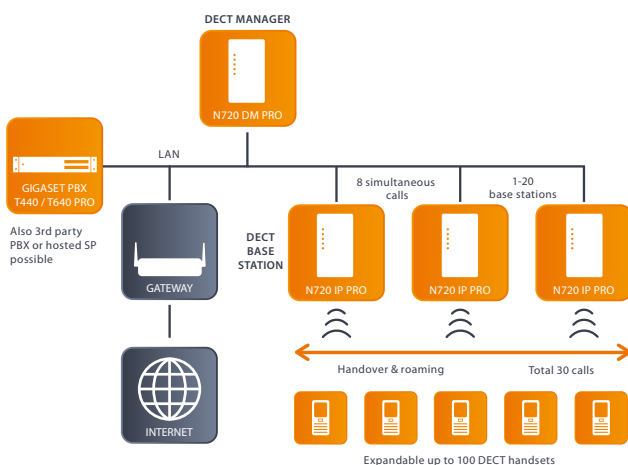 DECT MANAGER
N720 DM PRO
LAN
GIGASET PBX
T440 / T640 PRO
Also 3rd party
PBX or hosted SP
possible
8 simultaneous
calls
1-20
base stations
GATEWAY
DECT
BASE
STATION
N720 IP PRO
N720 IP PRO
N720 IP PRO
INTERNET
Handover & roaming
Total 30 calls
Expandable up to 100 DECT handsets